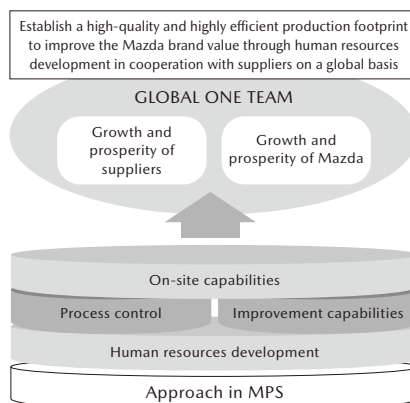 Establish a high-quality and highly efficient production footprint
to improve the Mazda brand value through human resources
development in cooperation with suppliers on a global basis
GLOBAL ONE TEAM
Growth and
prosperity of
suppliers
Growth and
prosperity of Mazda
On-site capabilities
Process control
Improvement capabilities
Human resources development
Approach in MPS